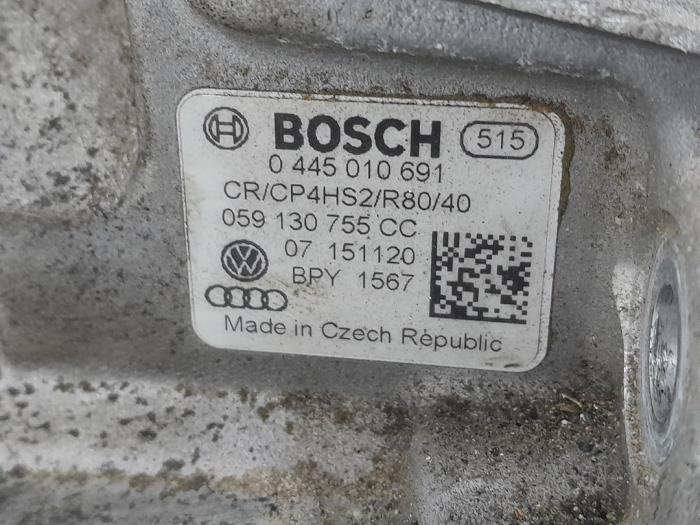 BOSCH 515
0 445 010 691
CR/CP4HS2/R80/40
059 130 755 CC
07 151120
BPY 1567
Made in Czech Republic